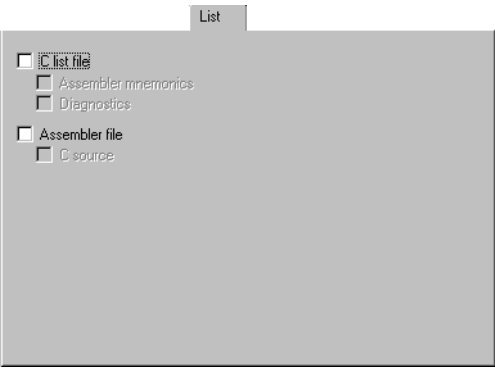 List
C list file
Assembler mnemonics
Diagnostics
Assembler file
C source